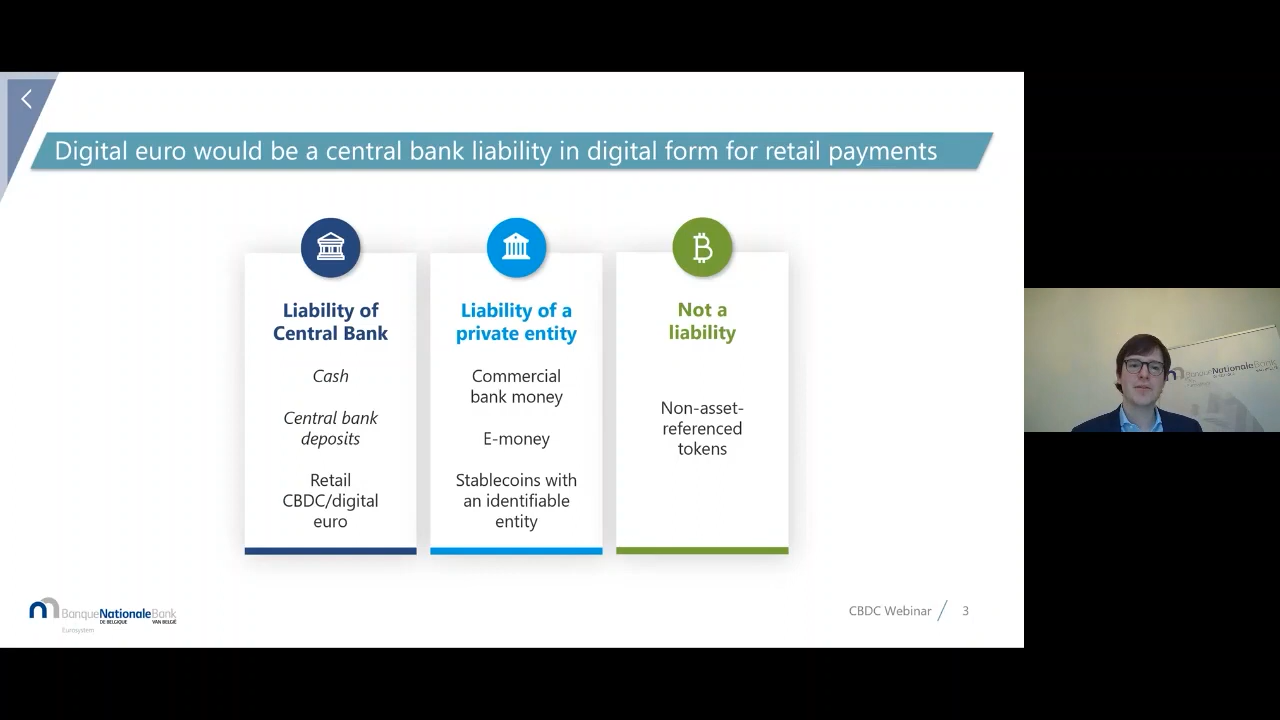 Digital euro would be a central bank liability in digital form for retail payments
Liability of
Central Bank
Cash
Central bank
deposits
Retail
CBDC/digital
euro
Liability of a
private entity
Commercial
bank money
E-money
Stablecoins with
an identifiable
entity
Not a
liability
Non-asset-
referenced
tokens
BanqueNationaleBank
DE BELGIQUE VAN BELGIË
Eurosystem
CBDC Webinar 3
BanqueNationaleBank